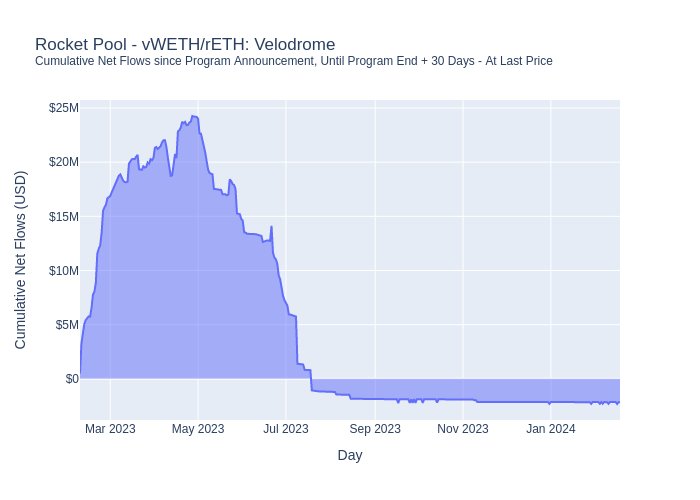 Rocket Pool - vWETH/rETH: Velodrome
Cumulative Net Flows since Program Announcement, Until Program End + 30 Days - At Last Price
Cumulative Net Flows (USD)
$25M
$20M
$15M
$10M
$5M
$0
Mar 2023
May 2023
Jul 2023
Sep 2023
Nov 2023
Jan 2024
Day